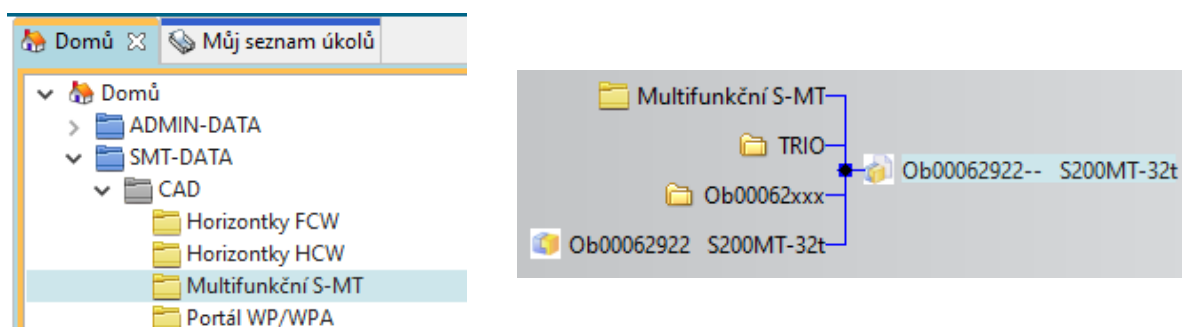 Domů
Můj seznam úkolů
Domů
ADMIN-DATA
SMT-DATA
CAD
Horizontky FCW
Horizontky HCW
Multifunkční S-MT
Portál WP/WPA
Multifunkční S-MT
TRIO
Ob00062xxx
Ob00062922 S200MT-32t
Ob00062922-- S200MT-32t